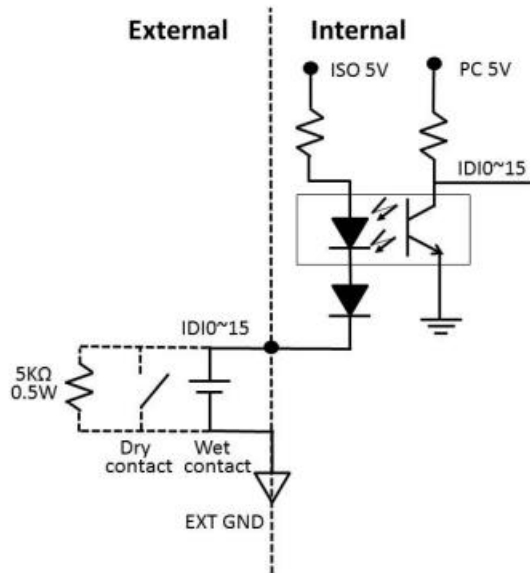 External
Internal
ISO 5V
PC 5V
IDI0~15
IDI0~15
5KΩ
0.5W
Dry
contact
Wet
contact
EXT GND